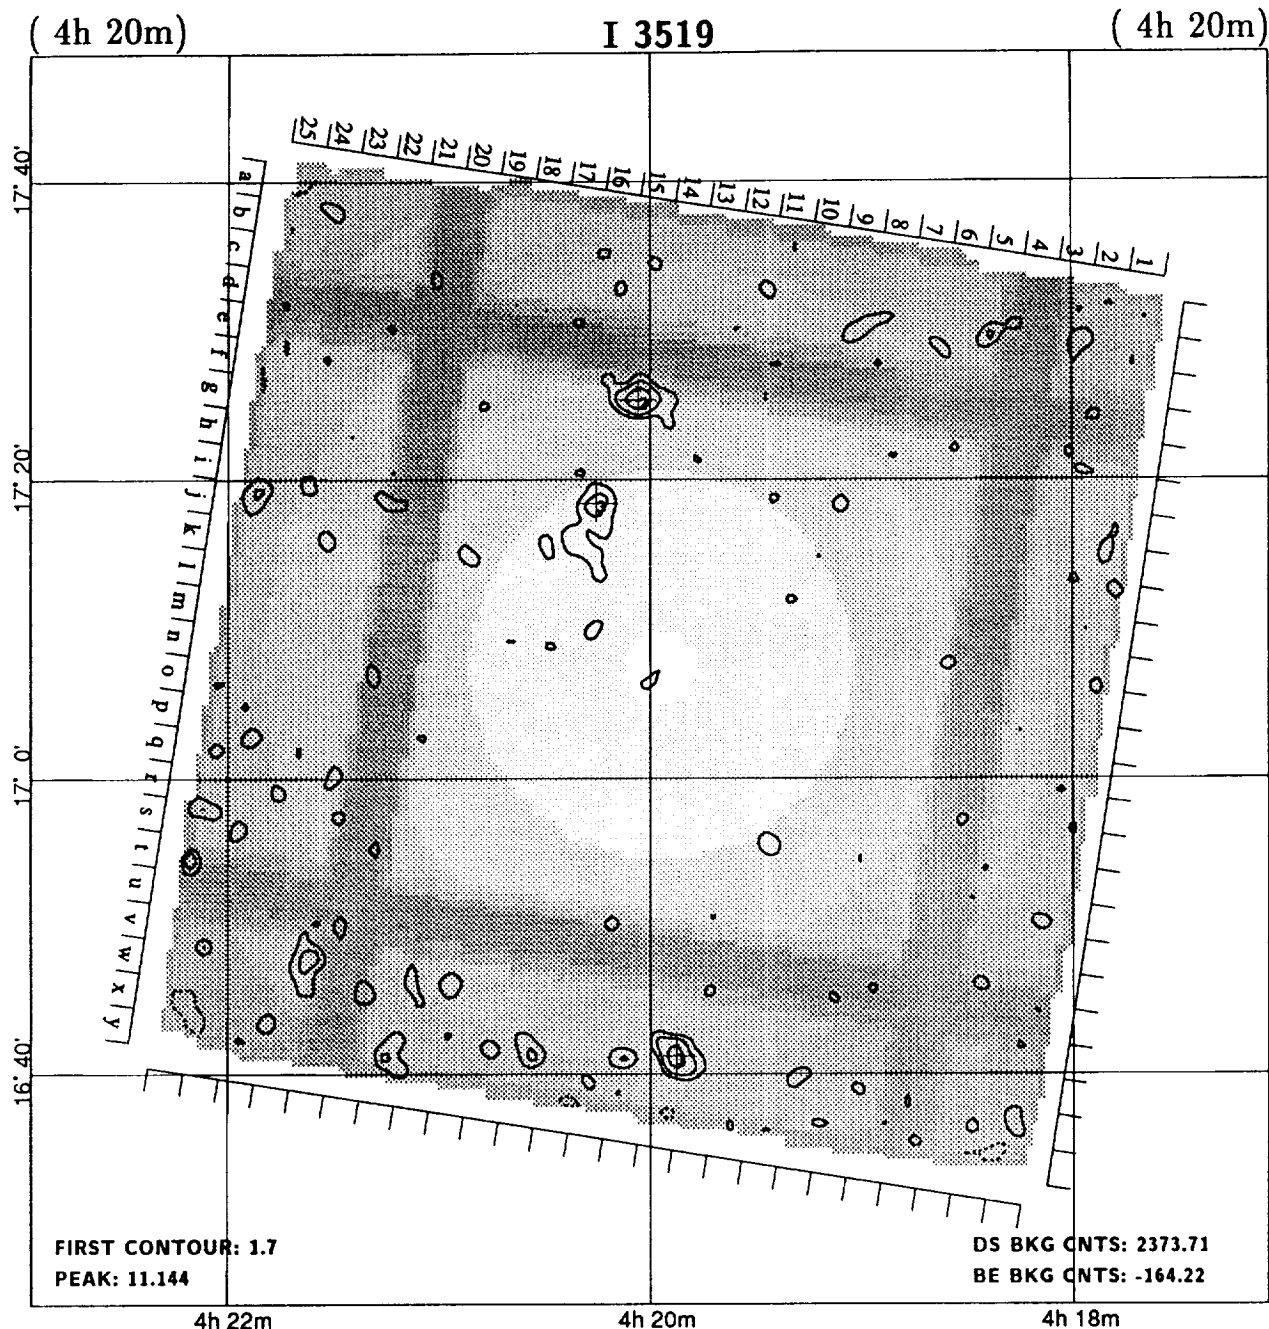 ( 4h 20m)
I 3519
( 4h 20m)
25 24 23 22 21 20 19 18 17 16 15 14 13 12 11 10 9 8 7 6 5 4 3 2 1
a b c d e f g h i j k l m n o p q r s t u v w x y
17° 40'
17° 20'
17° 0'
16° 40'
FIRST CONTOUR: 1.7
PEAK: 11.144
DS BKG CNTS: 2373.71
BE BKG CNTS: -164.22
4h 22m
4h 20m
4h 18m